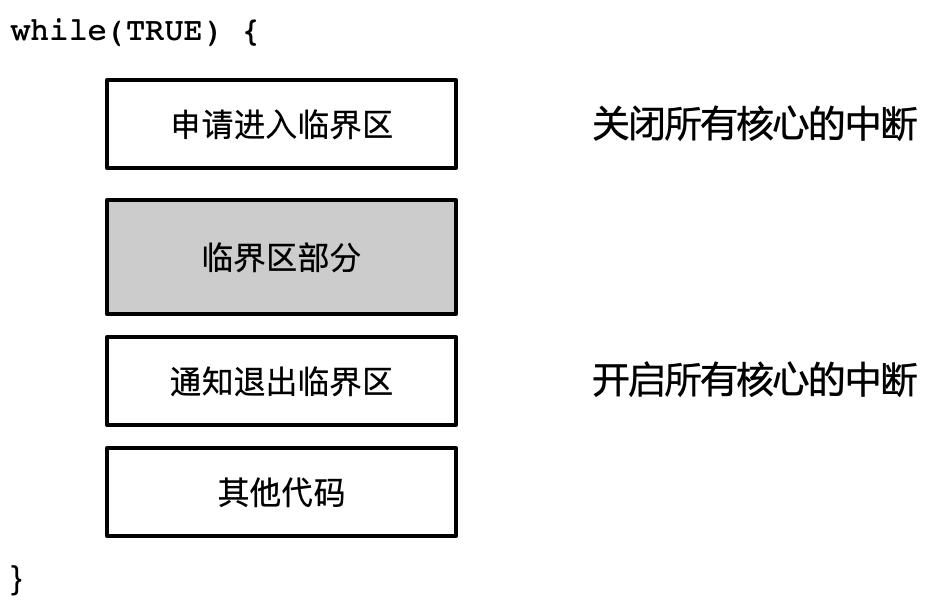 while(TRUE) {
申请进入临界区
关闭所有核心的中断
临界区部分
通知退出临界区
开启所有核心的中断
其他代码
}